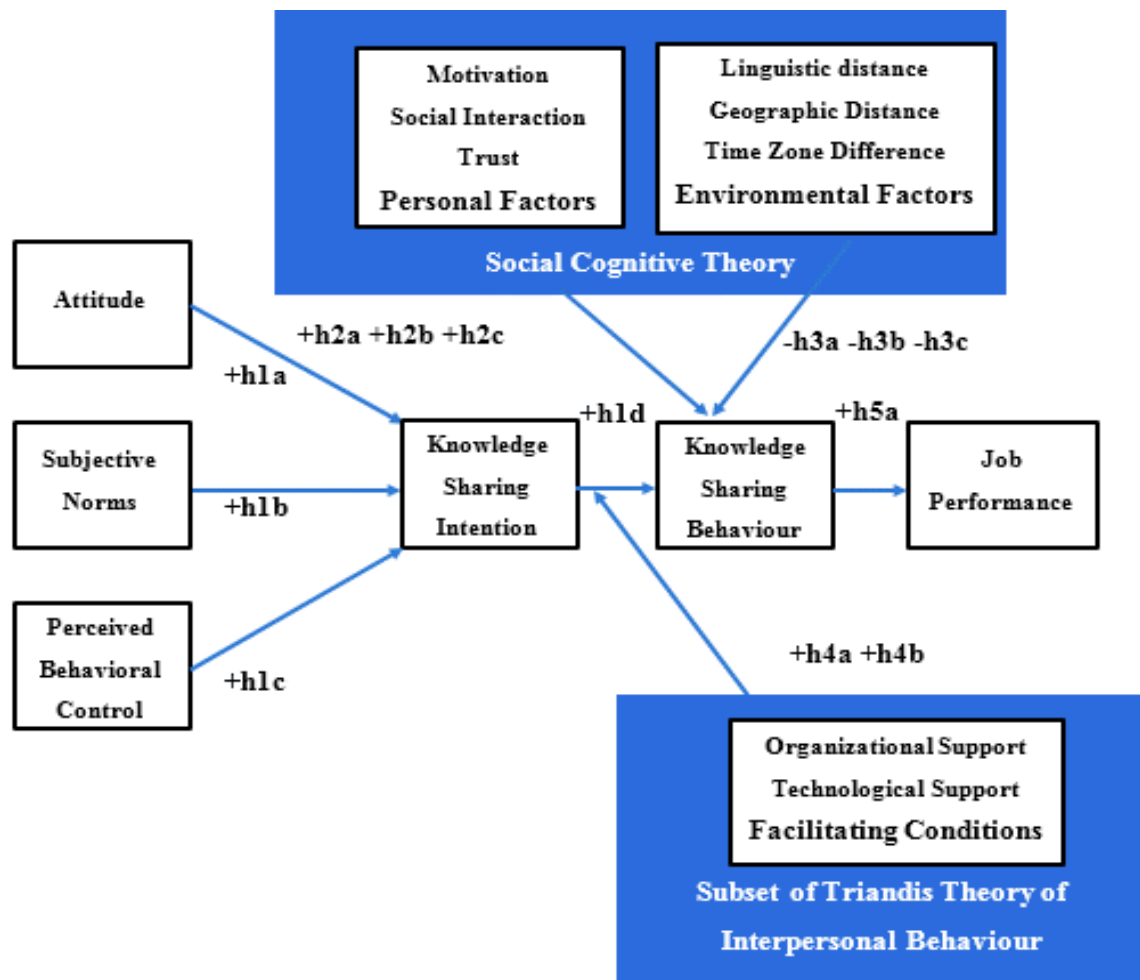 Motivation
Social Interaction
Trust
Personal Factors
Linguistic distance
Geographic Distance
Time Zone Difference
Environmental Factors
Social Cognitive Theory
Attitude
+h2a +h2b +h2c
-h3a -h3b -h3c
+h1a
+h1d
+h5a
Subjective
Norms
+h1b
Knowledge
Sharing
Intention
Knowledge
Sharing
Behaviour
Job
Performance
Perceived
Behavioral
Control
+h1c
+h4a +h4b
Organizational Support
Technological Support
Facilitating Conditions
Subset of Triandis Theory of
Interpersonal Behaviour